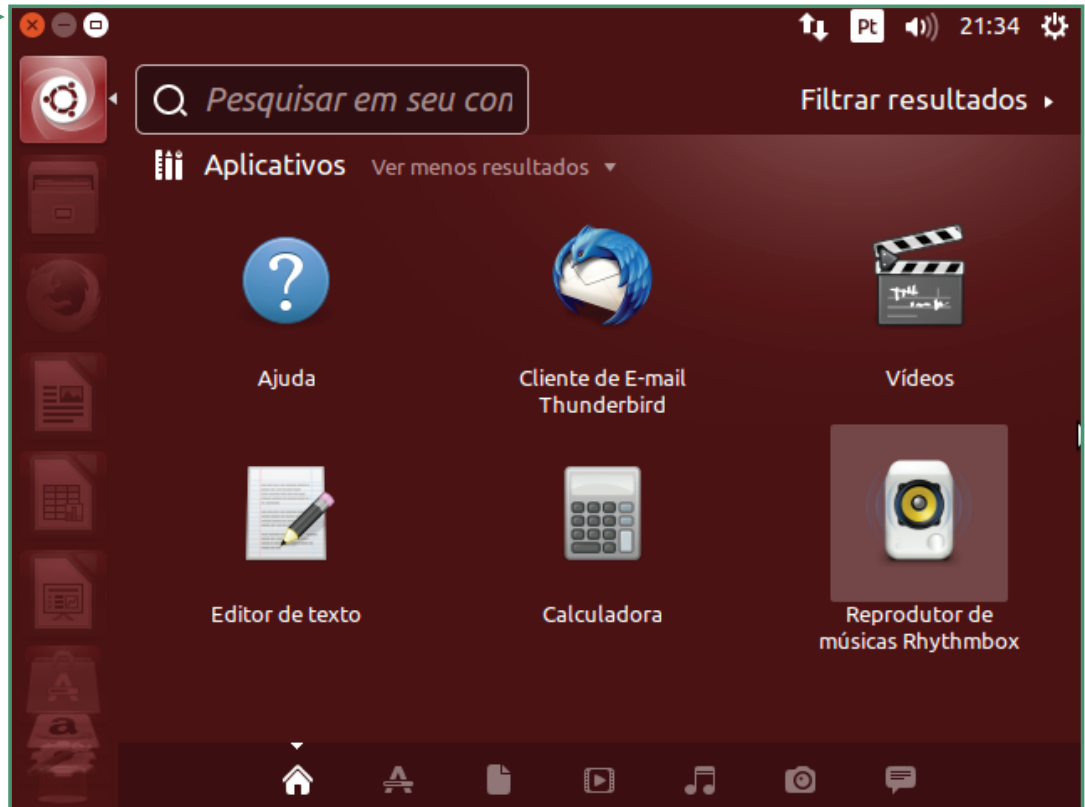 Pt 21:34
Pesquisar em seu con
Filtrar resultados
Aplicativos Ver menos resultados
Ajuda
Cliente de E-mail
Thunderbird
Vídeos
Editor de texto
Calculadora
Reprodutor de
músicas Rhythmbox